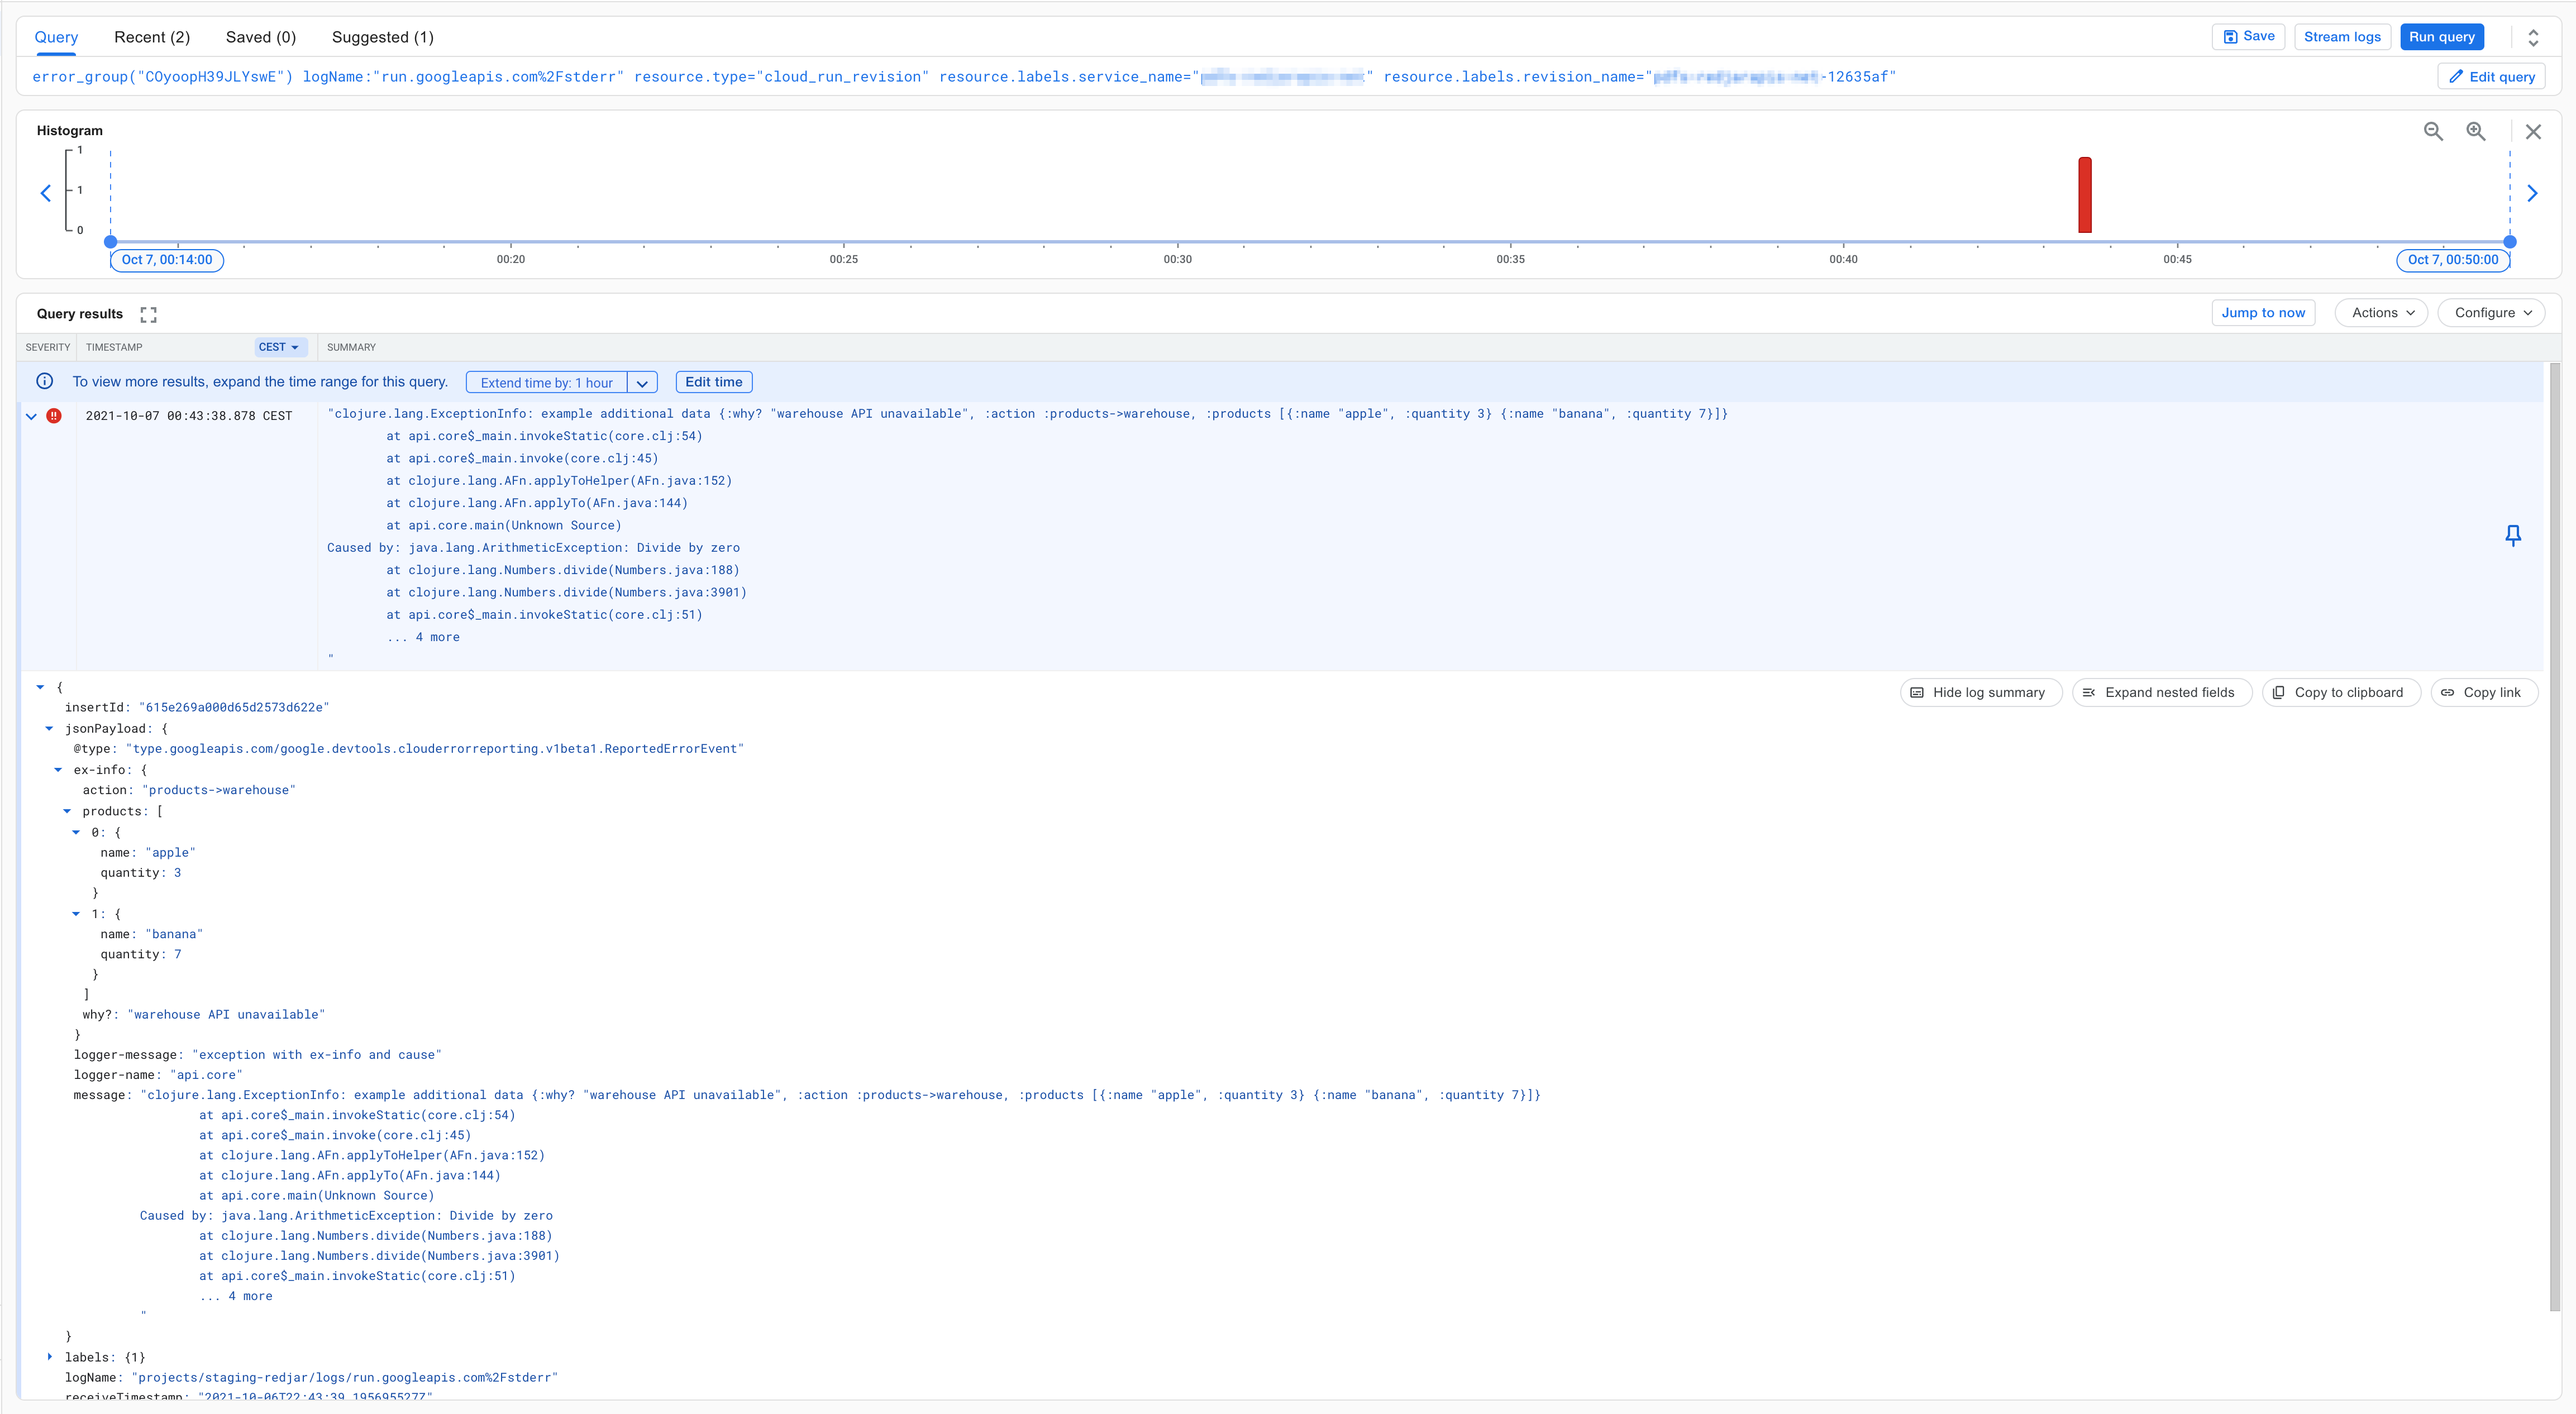 Query Recent (2) Saved (0) Suggested (1) Save Stream logs Run query
error_group("COyoopH39JLYswE") logName:"run.googleapis.com%2Fstderr" resource.type="cloud_run_revision" resource.labels.service_name="" resource.labels.revision_name="-12635af" Edit query
Histogram
1
1
0
Oct 7, 00:14:00 00:20 00:25 00:30 00:35 00:40 00:45 Oct 7, 00:50:00
Query results Jump to now Actions Configure
SEVERITY TIMESTAMP CEST SUMMARY
To view more results, expand the time range for this query. Extend time by: 1 hour Edit time
2021-10-07 00:43:38.878 CEST "clojure.lang.ExceptionInfo: example additional data {:why? "warehouse API unavailable", :action :products->warehouse, :products [{:name "apple", :quantity 3} {:name "banana", :quantity 7}]}
at api.core$_main.invokeStatic(core.clj:54)
at api.core$_main.invoke(core.clj:45)
at clojure.lang.AFn.applyToHelper(AFn.java:152)
at clojure.lang.AFn.applyTo(AFn.java:144)
at api.core.main(Unknown Source)
Caused by: java.lang.ArithmeticException: Divide by zero
at clojure.lang.Numbers.divide(Numbers.java:188)
at clojure.lang.Numbers.divide(Numbers.java:3901)
at api.core$_main.invokeStatic(core.clj:51)
... 4 more
"
{ Hide log summary Expand nested fields Copy to clipboard Copy link
insertId: "615e269a000d65d2573d622e"
jsonPayload: {
@type: "type.googleapis.com/google.devtools.clouderrorreporting.v1beta1.ReportedErrorEvent"
ex-info: {
action: "products->warehouse"
products: [
0: {
name: "apple"
quantity: 3
}
1: {
name: "banana"
quantity: 7
}
]
why?: "warehouse API unavailable"
}
logger-message: "exception with ex-info and cause"
logger-name: "api.core"
message: "clojure.lang.ExceptionInfo: example additional data {:why? "warehouse API unavailable", :action :products->warehouse, :products [{:name "apple", :quantity 3} {:name "banana", :quantity 7}]}
at api.core$_main.invokeStatic(core.clj:54)
at api.core$_main.invoke(core.clj:45)
at clojure.lang.AFn.applyToHelper(AFn.java:152)
at clojure.lang.AFn.applyTo(AFn.java:144)
at api.core.main(Unknown Source)
Caused by: java.lang.ArithmeticException: Divide by zero
at clojure.lang.Numbers.divide(Numbers.java:188)
at clojure.lang.Numbers.divide(Numbers.java:3901)
at api.core$_main.invokeStatic(core.clj:51)
... 4 more
"
}
labels: {1}
logName: "projects/staging-redjar/logs/run.googleapis.com%2Fstderr"
receiveTimestamp: "2021-10-06T22:43:39.195695527Z"